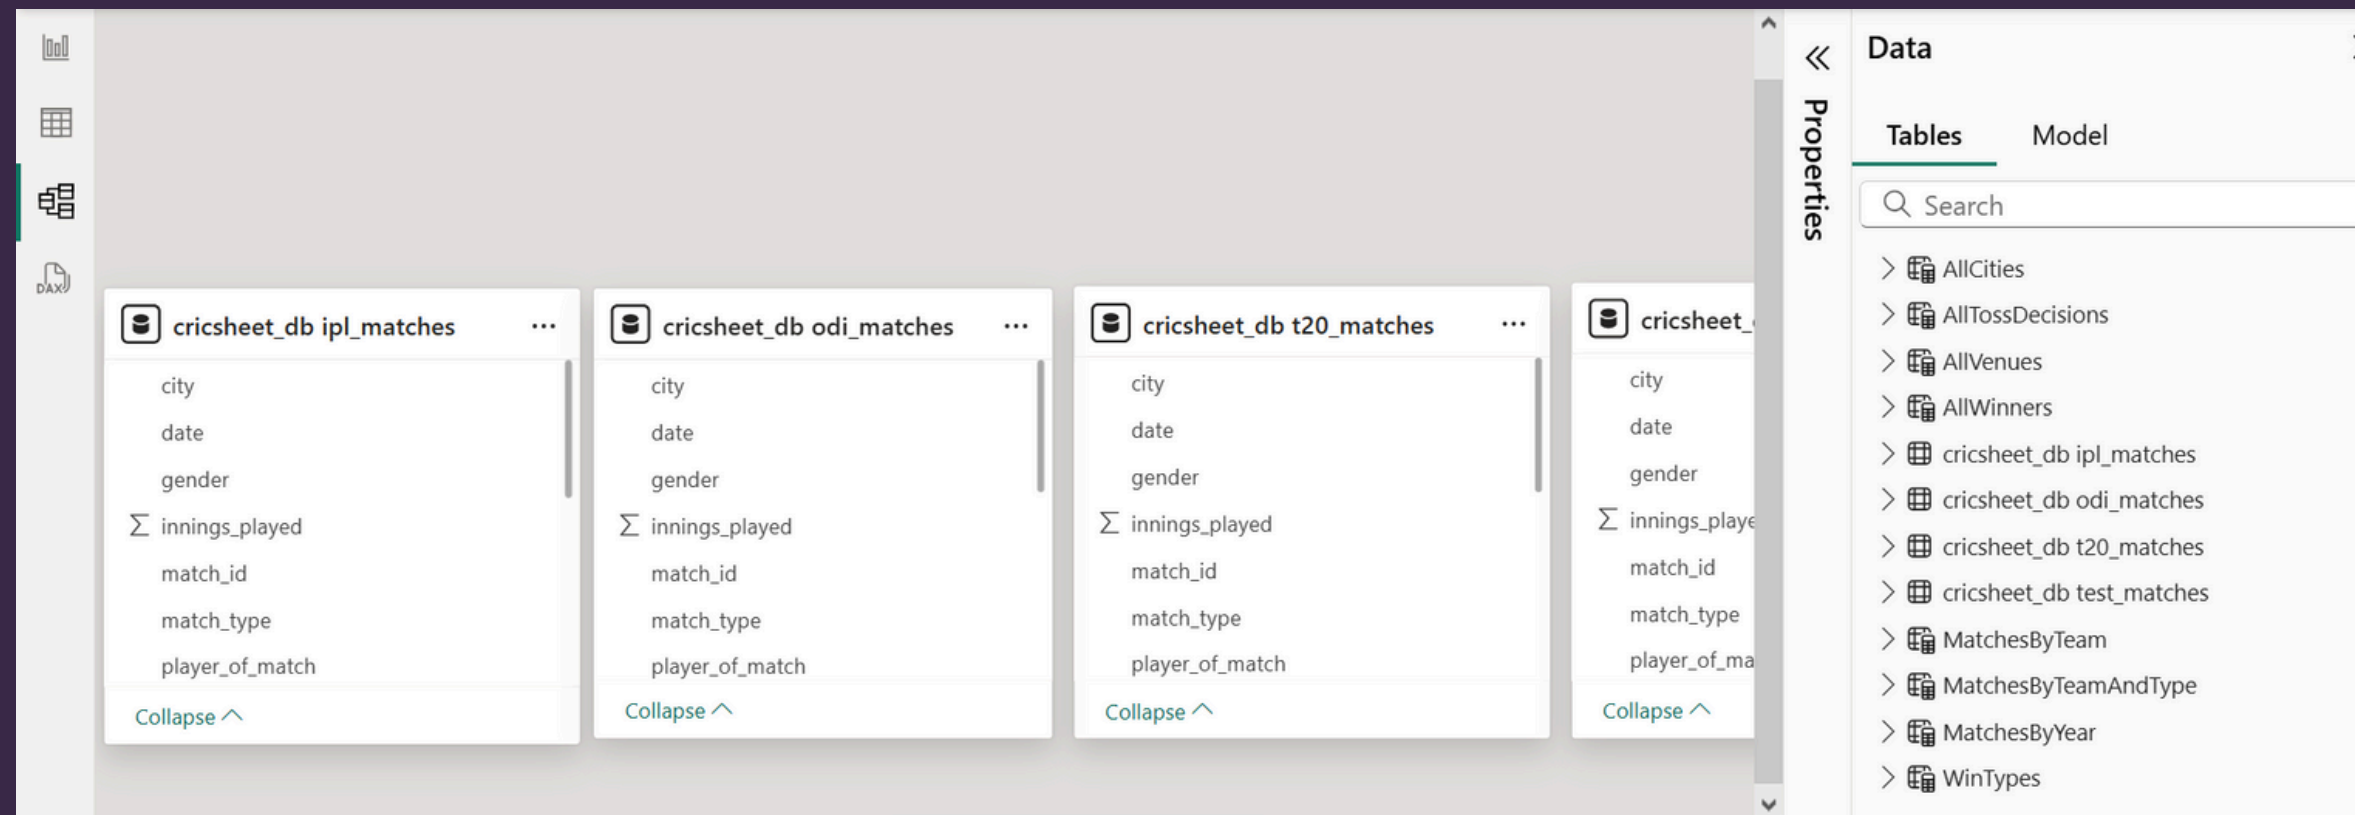 DAX
cricsheet_db ipl_matches
city
date
gender
innings_played
match_id
match_type
player_of_match
Collapse
cricsheet_db odi_matches
city
date
gender
innings_played
match_id
match_type
player_of_match
Collapse
cricsheet_db t20_matches
city
date
gender
innings_played
match_id
match_type
player_of_match
Collapse
cricsheet_
city
date
gender
innings_playe
match_id
match_type
player_of_ma
Collapse
Properties
Data
Tables Model
Search
AllCities
AllTossDecisions
AllVenues
AllWinners
cricsheet_db ipl_matches
cricsheet_db odi_matches
cricsheet_db t20_matches
cricsheet_db test_matches
MatchesByTeam
MatchesByTeamAndType
MatchesByYear
WinTypes